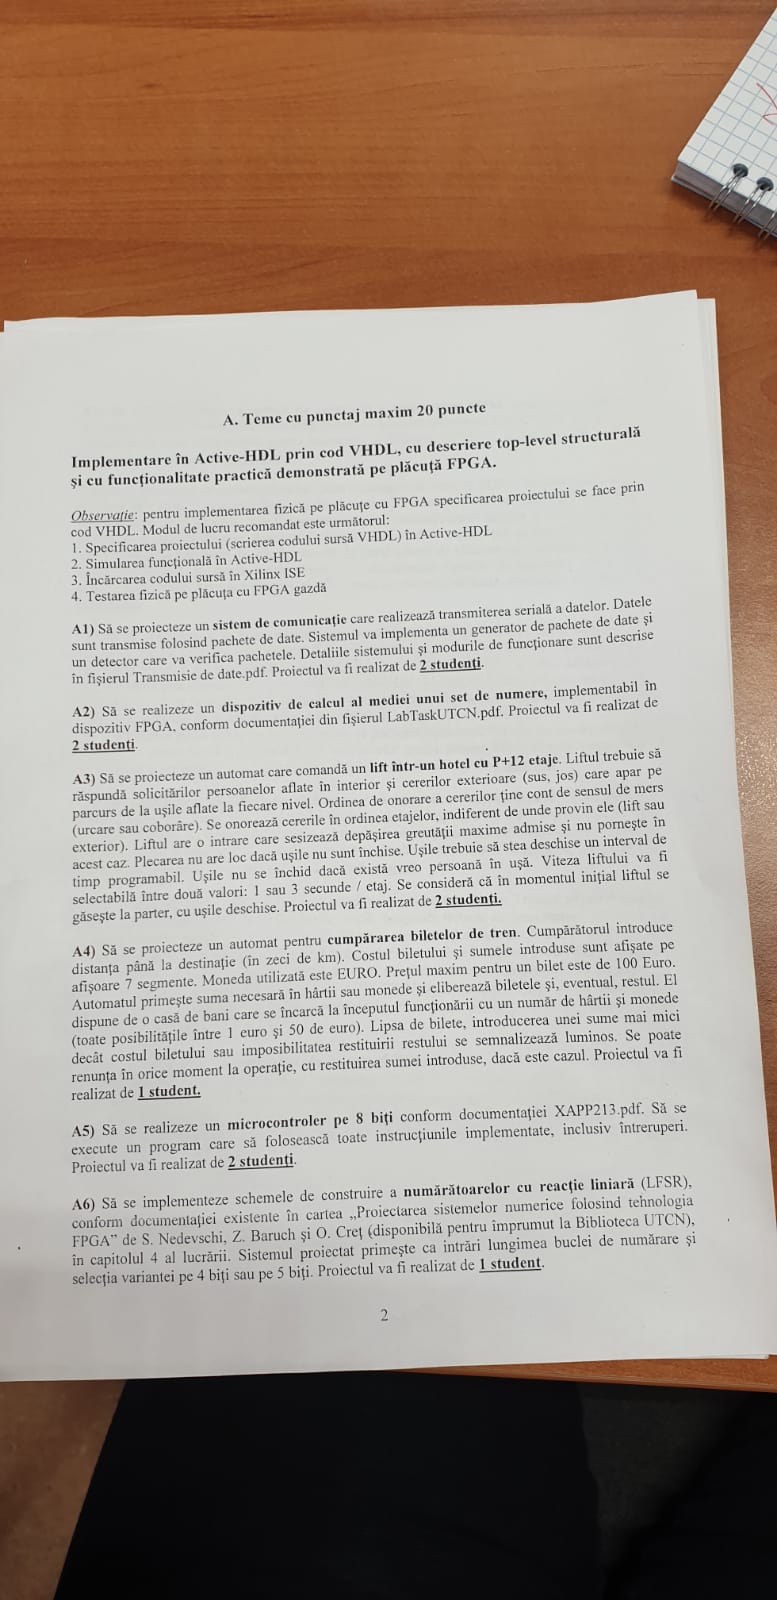 A. Teme cu punctaj maxim 20 puncte
Implementare în Active-HDL prin cod VHDL, cu descriere top-level structurală
şi cu funcţionalitate practică demonstrată pe plăcuţă FPGA.
Observaţie: pentru implementarea fizică pe plăcuţe cu FPGA specificarea proiectului se face prin
cod VHDL. Modul de lucru recomandat este următorul:
1. Specificarea proiectului (scrierea codului sursă VHDL) în Active-HDL
2. Simularea funcţională în Active-HDL
3. Încărcarea codului sursă în Xilinx ISE
4. Testarea fizică pe plăcuţa cu FPGA gazdă
A1) Să se proiecteze un sistem de comunicaţie care realizează transmiterea serială a datelor. Datele
sunt transmise folosind pachete de date. Sistemul va implementa un generator de pachete de date şi
un detector care va verifica pachetele. Detaliile sistemului şi modurile de funcţionare sunt descrise
în fişierul Transmisie de date.pdf. Proiectul va fi realizat de 2 studenţi.
A2) Să se realizeze un dispozitiv de calcul al mediei unui set de numere, implementabil în
dispozitiv FPGA, conform documentaţiei din fişierul LabTaskUTCN.pdf. Proiectul va fi realizat de
2 studenţi.
A3) Să se proiecteze un automat care comandă un lift într-un hotel cu P+12 etaje. Liftul trebuie să
răspundă solicitărilor persoanelor aflate în interior şi cererilor exterioare (sus, jos) care apar pe
parcurs de la uşile aflate la fiecare nivel. Ordinea de onorare a cererilor ţine cont de sensul de mers
(urcare sau coborâre). Se onorează cererile în ordinea etajelor, indiferent de unde provin ele (lift sau
exterior). Liftul are o intrare care sesizează depăşirea greutăţii maxime admise şi nu porneşte în
acest caz. Plecarea nu are loc dacă uşile nu sunt închise. Uşile trebuie să stea deschise un interval de
timp programabil. Uşile nu se închid dacă există vreo persoană în uşă. Viteza liftului va fi
selectabilă între două valori: 1 sau 3 secunde / etaj. Se consideră că în momentul iniţial liftul se
găseşte la parter, cu uşile deschise. Proiectul va fi realizat de 2 studenţi.
A4) Să se proiecteze un automat pentru cumpărarea biletelor de tren. Cumpărătorul introduce
distanţa până la destinaţie (în zeci de km). Costul biletului şi sumele introduse sunt afişate pe
afişoare 7 segmente. Moneda utilizată este EURO. Preţul maxim pentru un bilet este de 100 Euro.
Automatul primeşte suma necesară în hârtii sau monede şi eliberează biletele şi, eventual, restul. El
dispune de o casă de bani care se încarcă la începutul funcţionării cu un număr de hârtii şi monede
(toate posibilităţile între 1 euro şi 50 de euro). Lipsa de bilete, introducerea unei sume mai mici
decât costul biletului sau imposibilitatea restituirii restului se semnalizează luminos. Se poate
renunţa în orice moment la operaţie, cu restituirea sumei introduse, dacă este cazul. Proiectul va fi
realizat de 1 student.
A5) Să se realizeze un microcontroler pe 8 biţi conform documentaţiei XAPP213.pdf. Să se
execute un program care să folosească toate instrucţiunile implementate, inclusiv întreruperi.
Proiectul va fi realizat de 2 studenţi.
A6) Să se implementeze schemele de construire a numărătoarelor cu reacţie liniară (LFSR),
conform documentaţiei existente în cartea „Proiectarea sistemelor numerice folosind tehnologia
FPGA” de S. Nedevschi, Z. Baruch şi O. Creţ (disponibilă pentru împrumut la Biblioteca UTCN),
în capitolul 4 al lucrării. Sistemul proiectat primeşte ca intrări lungimea buclei de numărare şi
selecţia variantei pe 4 biţi sau pe 5 biţi. Proiectul va fi realizat de 1 student.
2